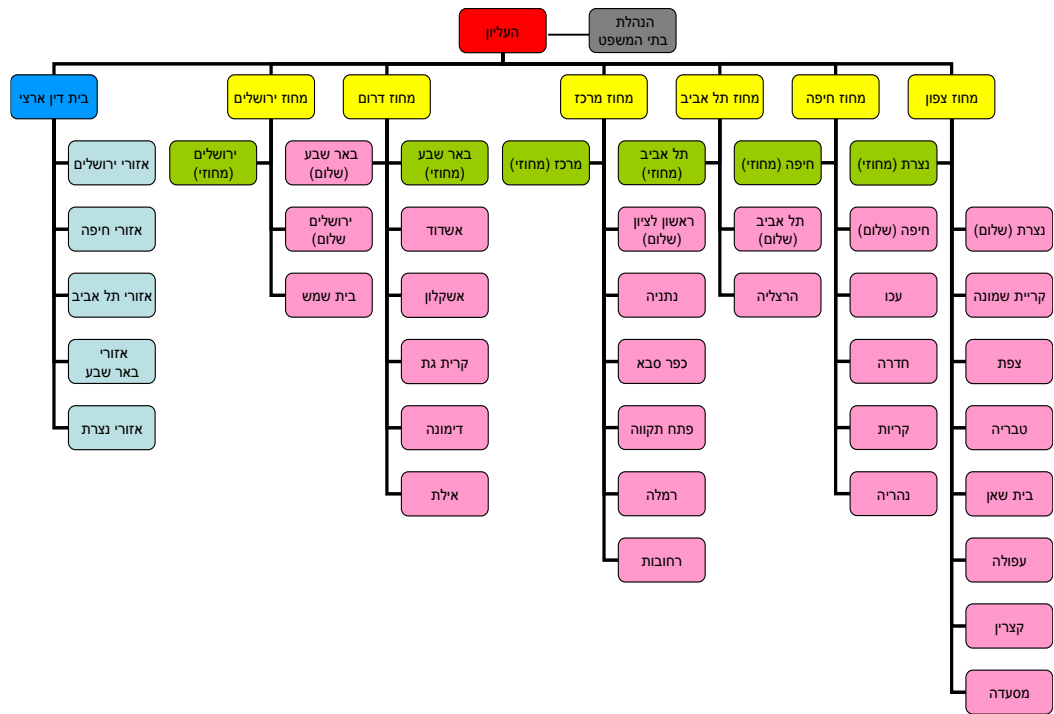 העליון
הנהלת
בתי המשפט
מחוז צפון
מחוז חיפה
מחוז תל אביב
מחוז מרכז
מחוז דרום
מחוז ירושלים
בית דין ארצי
נצרת (מחוזי)
חיפה (מחוזי)
תל אביב
(מחוזי)
מרכז (מחוזי)
באר שבע
(מחוזי)
באר שבע
(שלום)
ירושלים
(מחוזי)
אזורי ירושלים
נצרת (שלום)
חיפה (שלום)
תל אביב
(שלום)
ראשון לציון
(שלום)
אשדוד
ירושלים
שלום)
אזורי חיפה
קריית שמונה
עכו
הרצליה
נתניה
אשקלון
בית שמש
אזורי תל אביב
צפת
חדרה
כפר סבא
קרית גת
אזורי
באר שבע
טבריה
קריות
פתח תקווה
דימונה
אזורי נצרת
בית שאן
נהריה
רמלה
אילת
עפולה
רחובות
קצרין
מסעדה